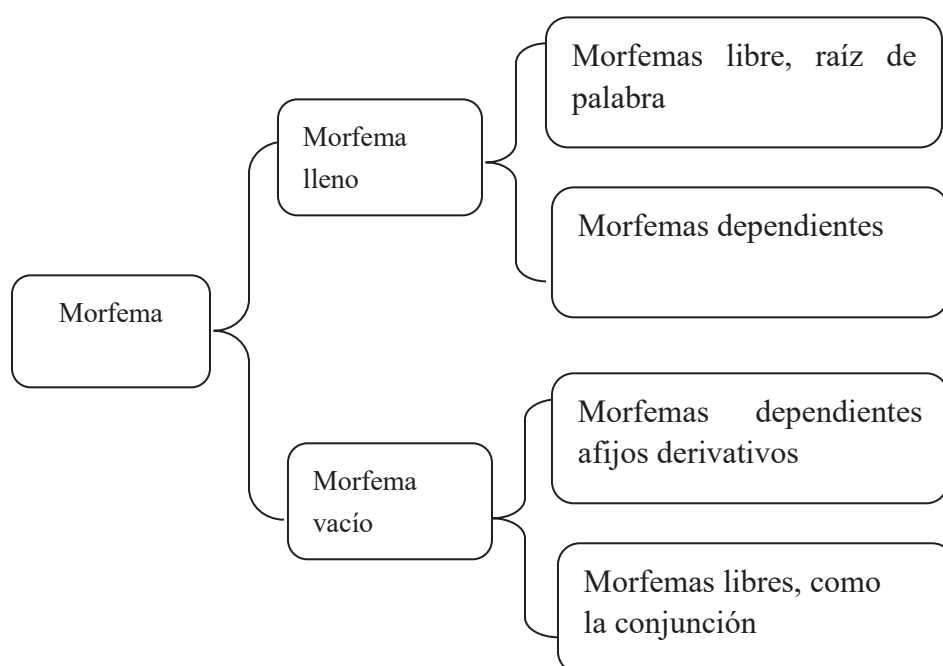 Morfema
Morfema
lleno
Morfemas libre, raíz de
palabra
Morfemas dependientes
Morfema
vacío
Morfemas dependientes
afijos derivativos
Morfemas libres, como
la conjunción